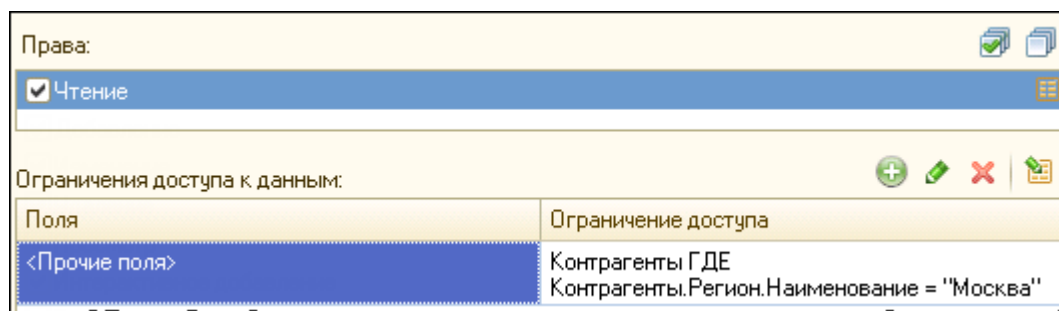 Права:
Чтение
Ограничения доступа к данным:
Поля Ограничение доступа
<Прочие поля> Контрагенты ГДЕ
Контрагенты.Регион.Наименование = "Москва"